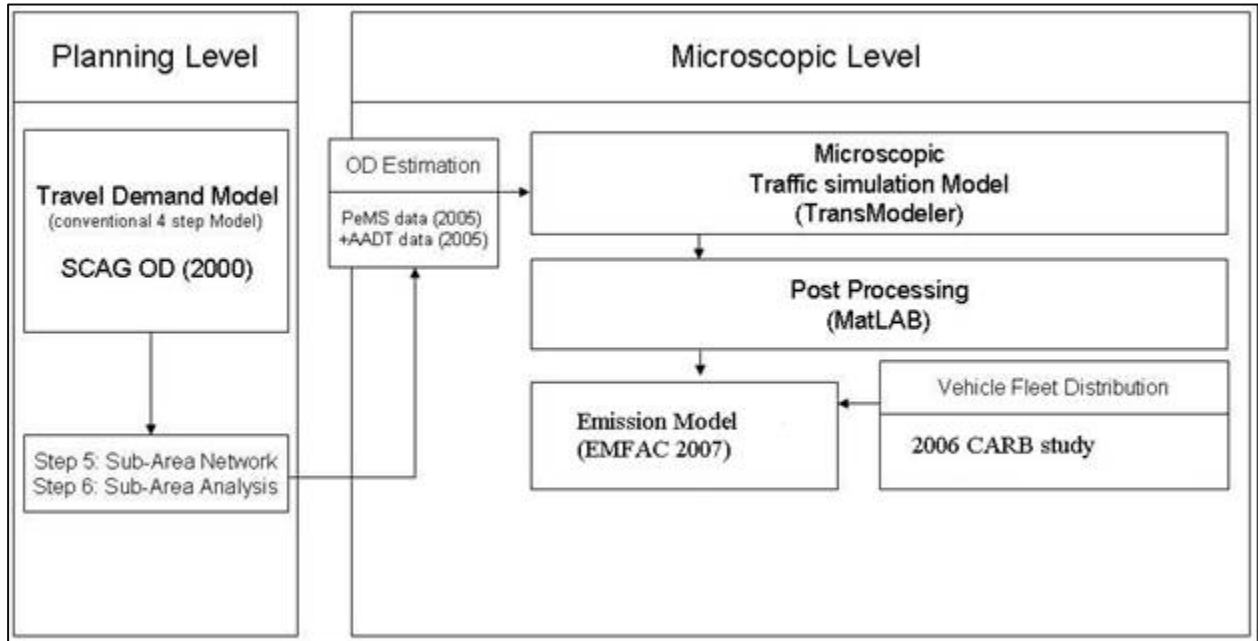 Planning Level
Travel Demand Model
(conventional 4 step Model)
SCAG OD (2000)
Step 5: Sub-Area Network
Step 6: Sub-Area Analysis
Microscopic Level
OD Estimation
PeMS data (2005)
+AADT data (2005)
Microscopic
Traffic simulation Model
(TransModeler)
Post Processing
(MatLAB)
Emission Model
(EMFAC 2007)
Vehicle Fleet Distribution
2006 CARB study